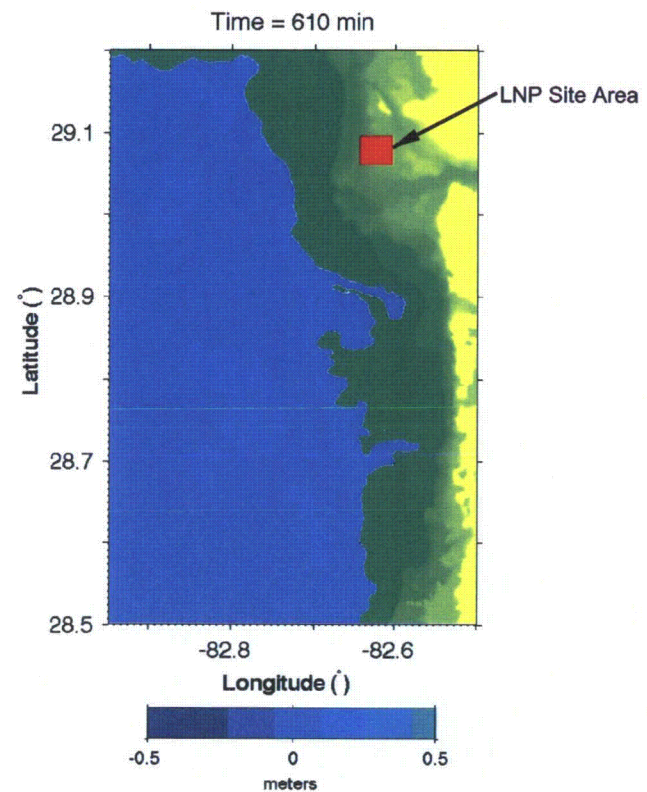 Time = 610 min
LNP Site Area
29.1
28.9
28.7
28.5
Latitude (°)
-82.8 -82.6
Longitude (°)
-0.5 0 0.5
meters